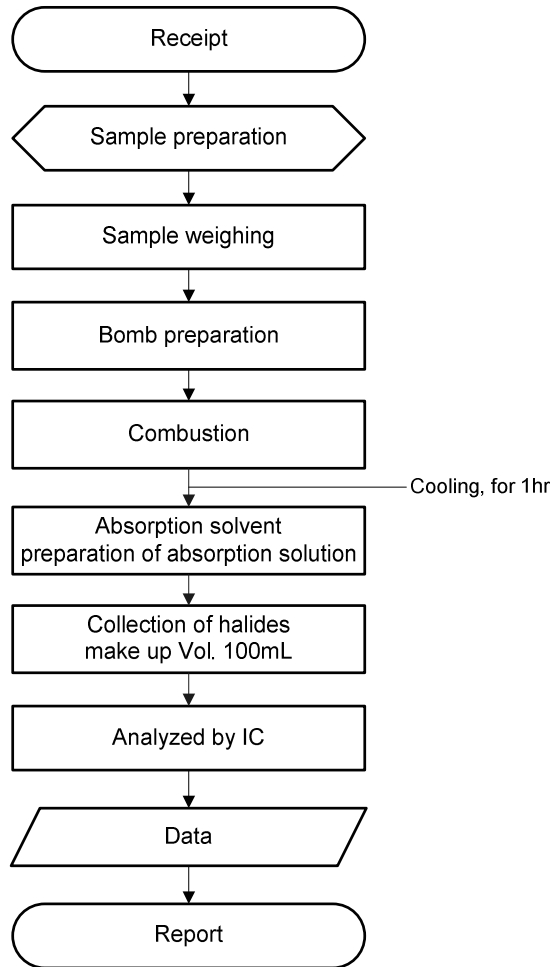 Receipt
Sample preparation
Sample weighing
Bomb preparation
Combustion
Cooling, for 1hr
Absorption solvent
preparation of absorption solution
Collection of halides
make up Vol. 100mL
Analyzed by IC
Data
Report